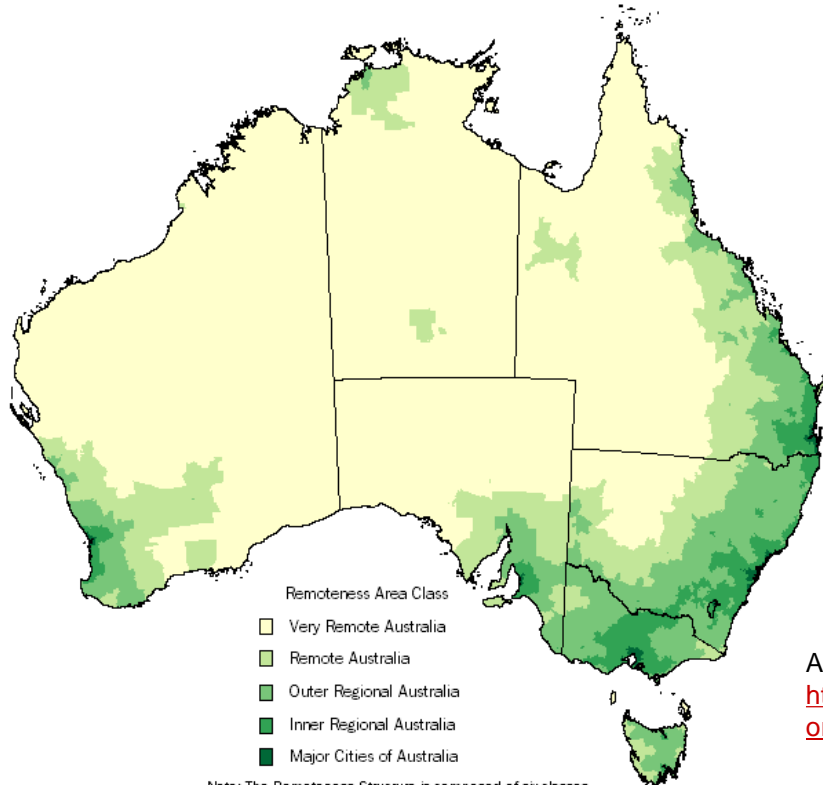 Remoteness Area Class
Very Remote Australia
Remote Australia
Outer Regional Australia
Inner Regional Australia
Major Cities of Australia